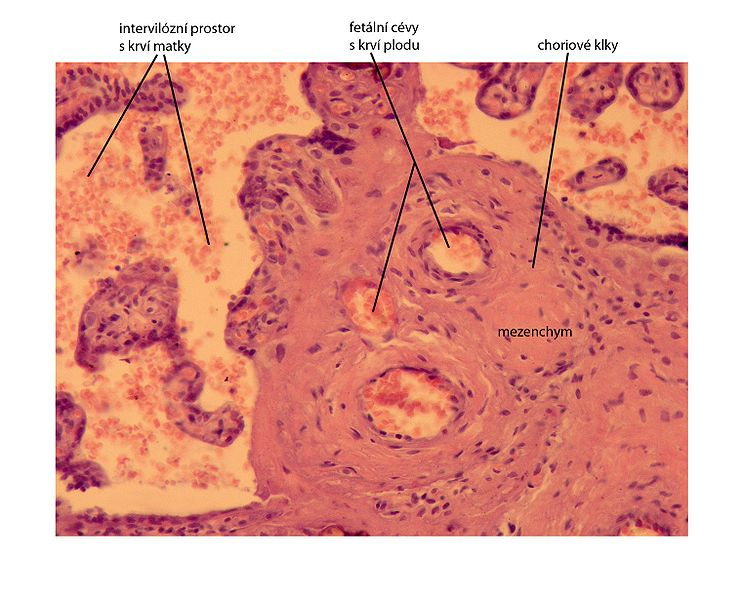 intervilózní prostor
s krví matky
fetální cévy
s krví plodu
choriové klky
mezenchym